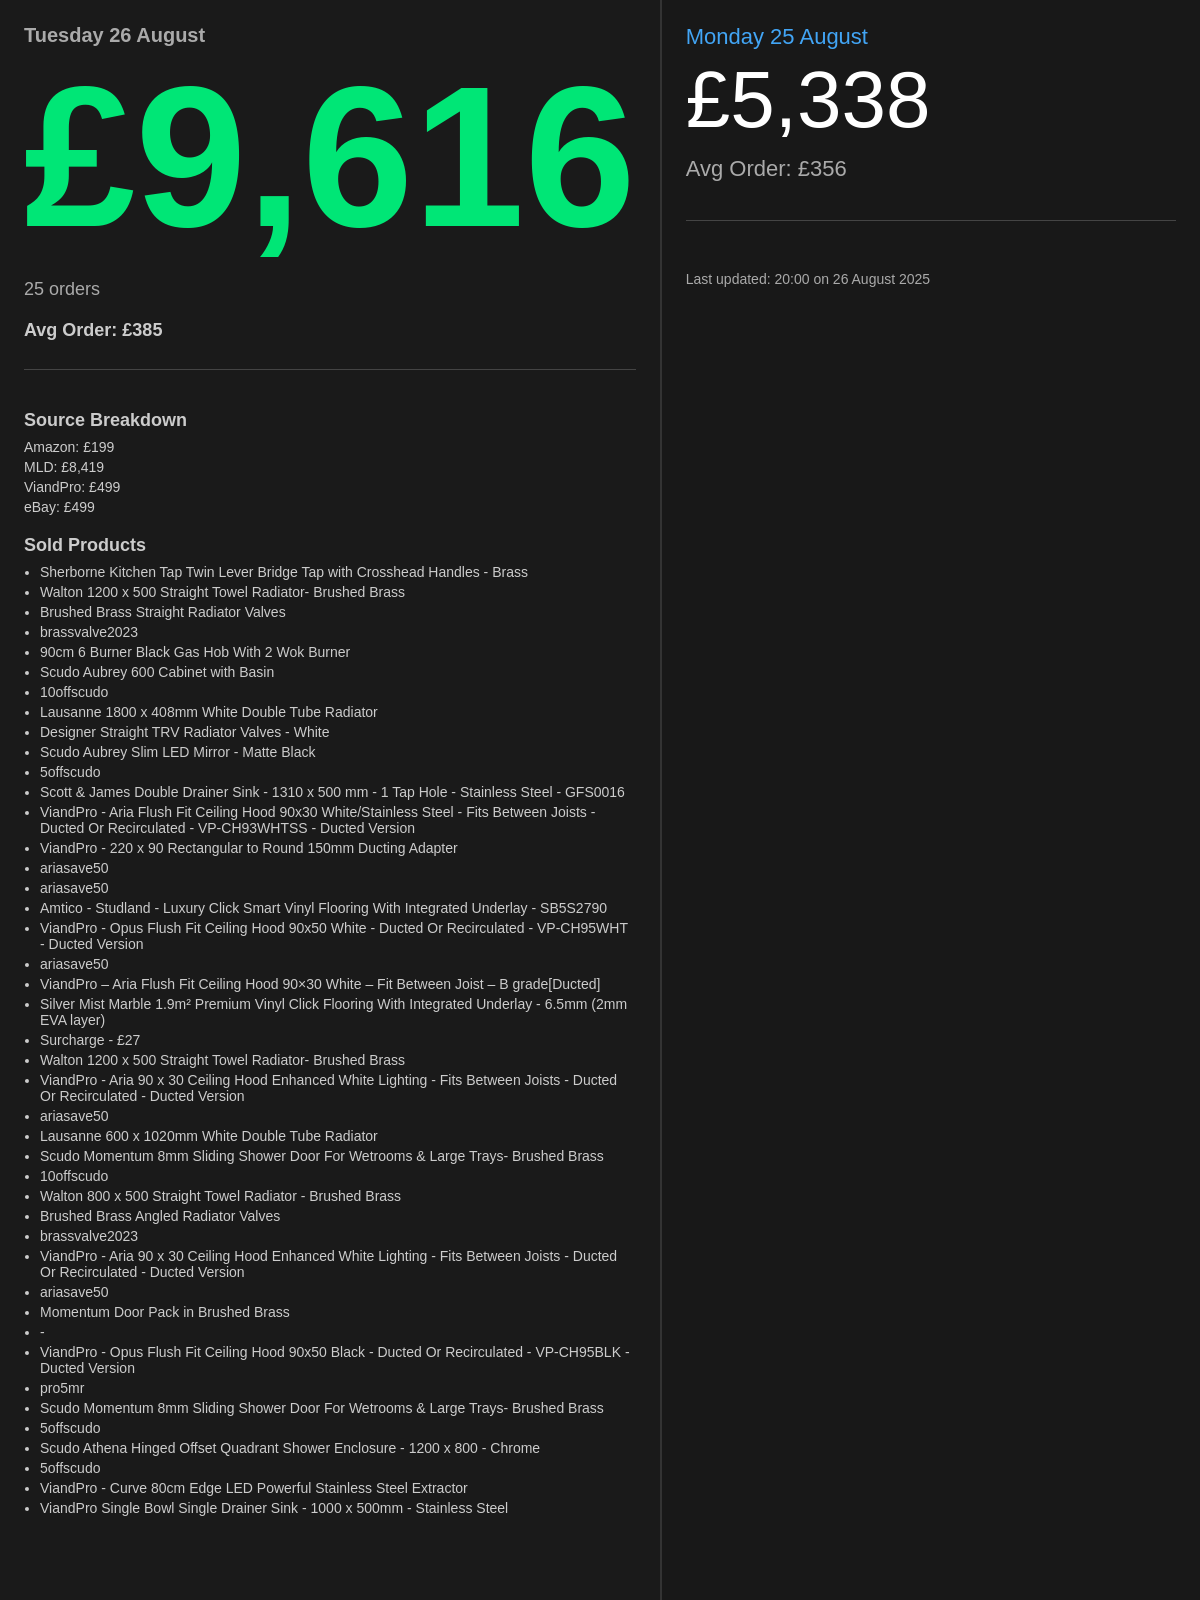 Tuesday 26 August
£9,616
25 orders
Avg Order: £385
Source Breakdown
Amazon: £199
MLD: £8,419
ViandPro: £499
eBay: £499
Sold Products
• Sherborne Kitchen Tap Twin Lever Bridge Tap with Crosshead Handles - Brass
• Walton 1200 x 500 Straight Towel Radiator- Brushed Brass
• Brushed Brass Straight Radiator Valves
• brassvalve2023
• 90cm 6 Burner Black Gas Hob With 2 Wok Burner
• Scudo Aubrey 600 Cabinet with Basin
• 10offscudo
• Lausanne 1800 x 408mm White Double Tube Radiator
• Designer Straight TRV Radiator Valves - White
• Scudo Aubrey Slim LED Mirror - Matte Black
• 5offscudo
• Scott & James Double Drainer Sink - 1310 x 500 mm - 1 Tap Hole - Stainless Steel - GFS0016
• ViandPro - Aria Flush Fit Ceiling Hood 90x30 White/Stainless Steel - Fits Between Joists -
Ducted Or Recirculated - VP-CH93WHTSS - Ducted Version
• ViandPro - 220 x 90 Rectangular to Round 150mm Ducting Adapter
• ariasave50
• ariasave50
• Amtico - Studland - Luxury Click Smart Vinyl Flooring With Integrated Underlay - SB5S2790
• ViandPro - Opus Flush Fit Ceiling Hood 90x50 White - Ducted Or Recirculated - VP-CH95WHT
- Ducted Version
• ariasave50
• ViandPro – Aria Flush Fit Ceiling Hood 90×30 White – Fit Between Joist – B grade[Ducted]
• Silver Mist Marble 1.9m² Premium Vinyl Click Flooring With Integrated Underlay - 6.5mm (2mm
EVA layer)
• Surcharge - £27
• Walton 1200 x 500 Straight Towel Radiator- Brushed Brass
• ViandPro - Aria 90 x 30 Ceiling Hood Enhanced White Lighting - Fits Between Joists - Ducted
Or Recirculated - Ducted Version
• ariasave50
• Lausanne 600 x 1020mm White Double Tube Radiator
• Scudo Momentum 8mm Sliding Shower Door For Wetrooms & Large Trays- Brushed Brass
• 10offscudo
• Walton 800 x 500 Straight Towel Radiator - Brushed Brass
• Brushed Brass Angled Radiator Valves
• brassvalve2023
• ViandPro - Aria 90 x 30 Ceiling Hood Enhanced White Lighting - Fits Between Joists - Ducted
Or Recirculated - Ducted Version
• ariasave50
• Momentum Door Pack in Brushed Brass
• -
• ViandPro - Opus Flush Fit Ceiling Hood 90x50 Black - Ducted Or Recirculated - VP-CH95BLK -
Ducted Version
• pro5mr
• Scudo Momentum 8mm Sliding Shower Door For Wetrooms & Large Trays- Brushed Brass
• 5offscudo
• Scudo Athena Hinged Offset Quadrant Shower Enclosure - 1200 x 800 - Chrome
• 5offscudo
• ViandPro - Curve 80cm Edge LED Powerful Stainless Steel Extractor
• ViandPro Single Bowl Single Drainer Sink - 1000 x 500mm - Stainless Steel
Monday 25 August
£5,338
Avg Order: £356
Last updated: 20:00 on 26 August 2025